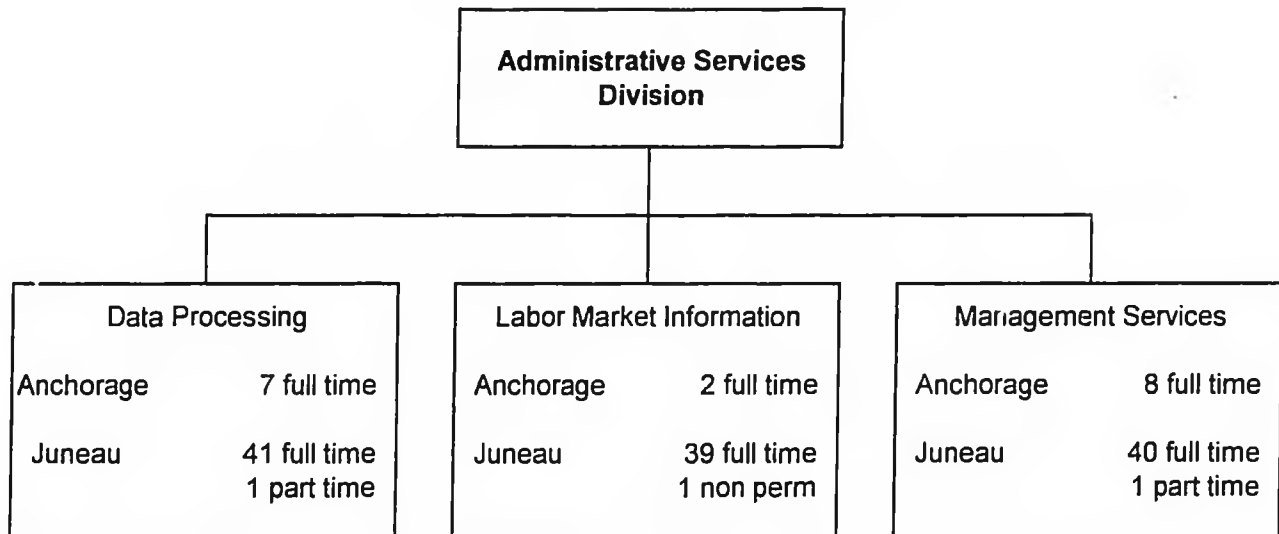 Administrative Services
Division
Data Processing
Anchorage 7 full time
Juneau 41 full time
1 part time
Labor Market Information
Anchorage 2 full time
Juneau 39 full time
1 non perm
Management Services
Anchorage 8 full time
Juneau 40 full time
1 part time